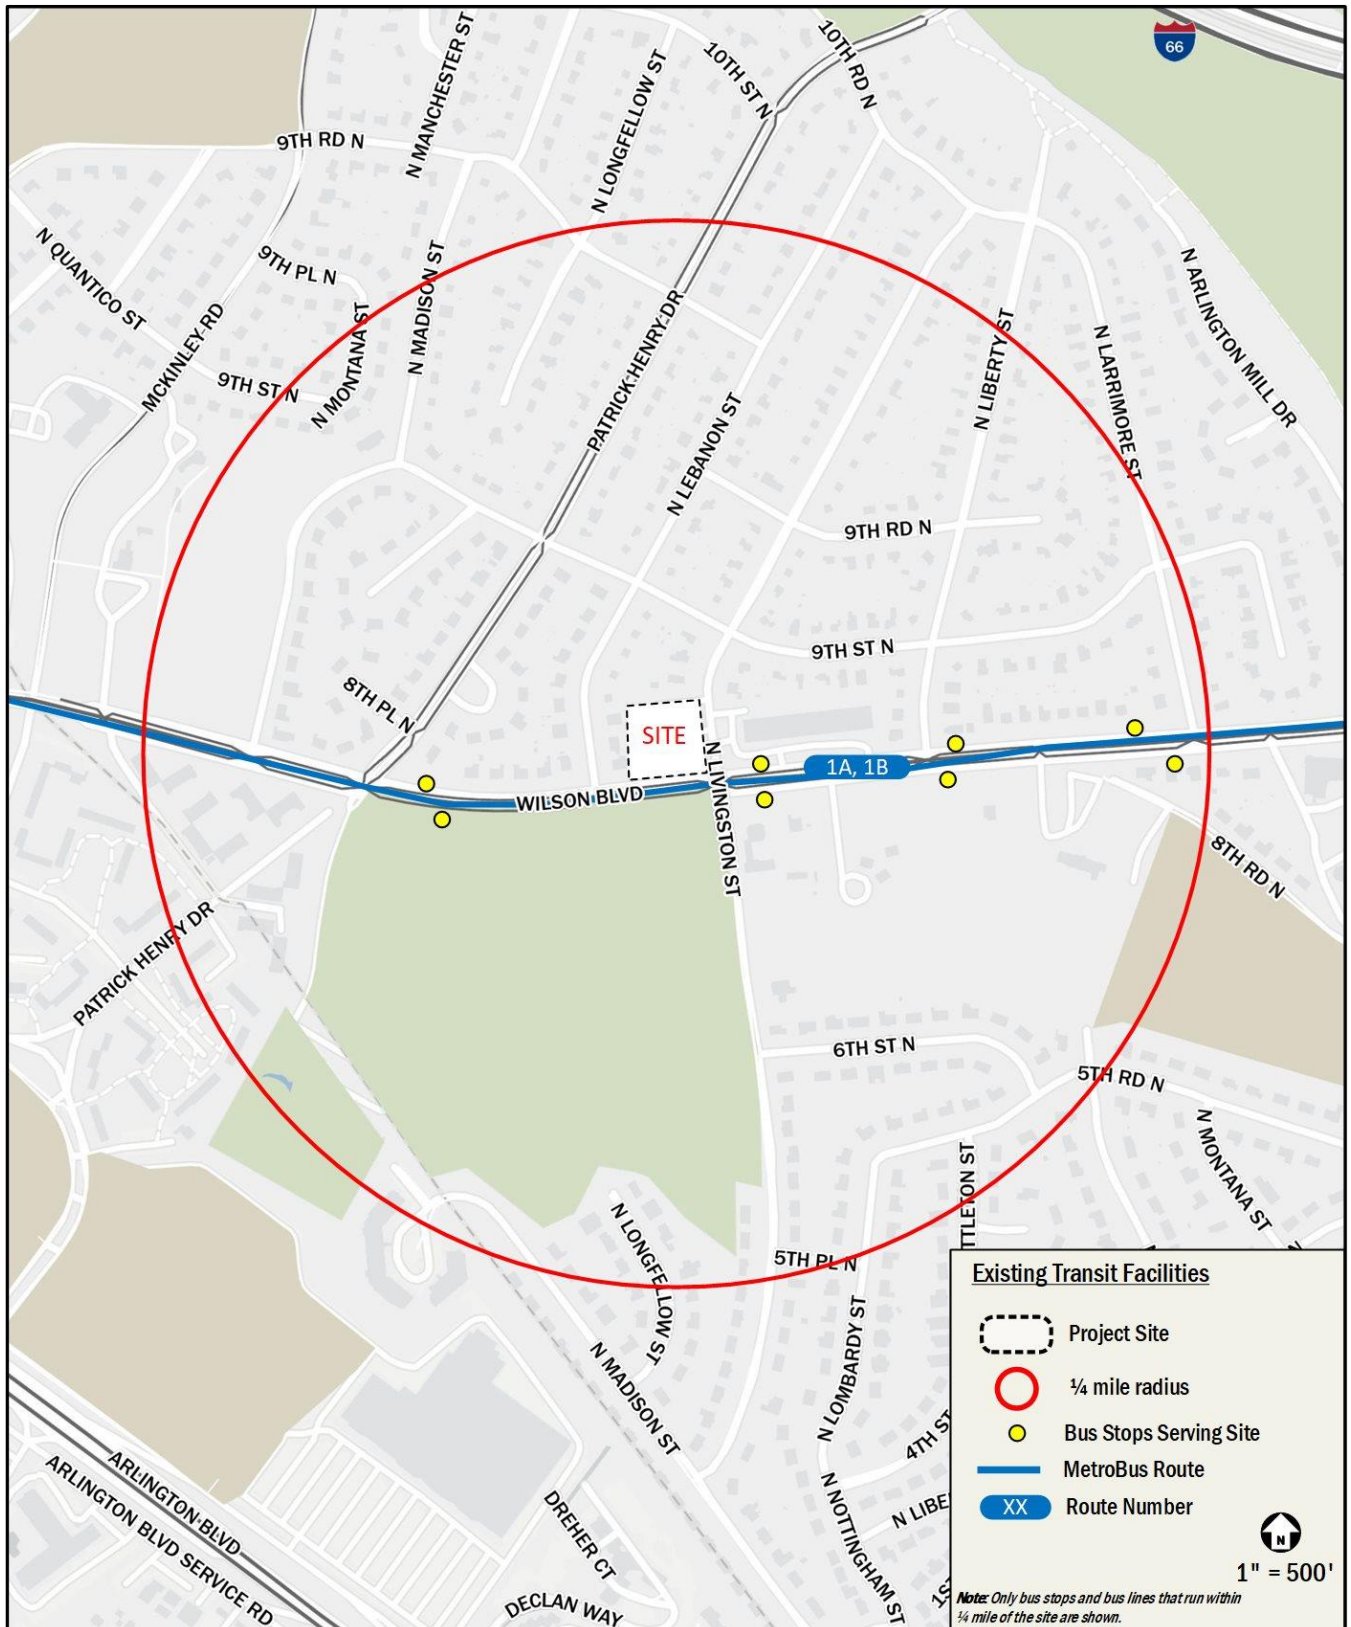 66
10TH RD N
N MANCHESTER ST
10TH ST N
N LONGFELLOW ST
9TH RD N
N QUANTICO ST
9TH PL N
N MADISON ST
N ARLINGTON MILL DR
MCKINLEY RD
N MONTANA ST
9TH ST N
PATRICK HENRY DR
N LIBERTY ST
N LARRIMORE ST
N LEBANON ST
9TH RD N
9TH ST N
8TH PL N
SITE
N LIVINGSTON ST
1A, 1B
WILSON BLVD
8TH RD N
PATRICK HENRY DR
6TH ST N
5TH RD N
N MONTANA ST
TTLETON ST
N LONGFELLOW ST
5TH PL N
N LOMBARDY ST
N MADISON ST
4TH ST
ARLINGTON BLVD
ARLINGTON BLVD SERVICE RD
DREHER CT
N NOTTINGHAM ST
N LIBE
DECLAN WAY
Existing Transit Facilities
Project Site
¼ mile radius
Bus Stops Serving Site
MetroBus Route
XX Route Number
N
1" = 500'
Note: Only bus stops and bus lines that run within
¼ mile of the site are shown.